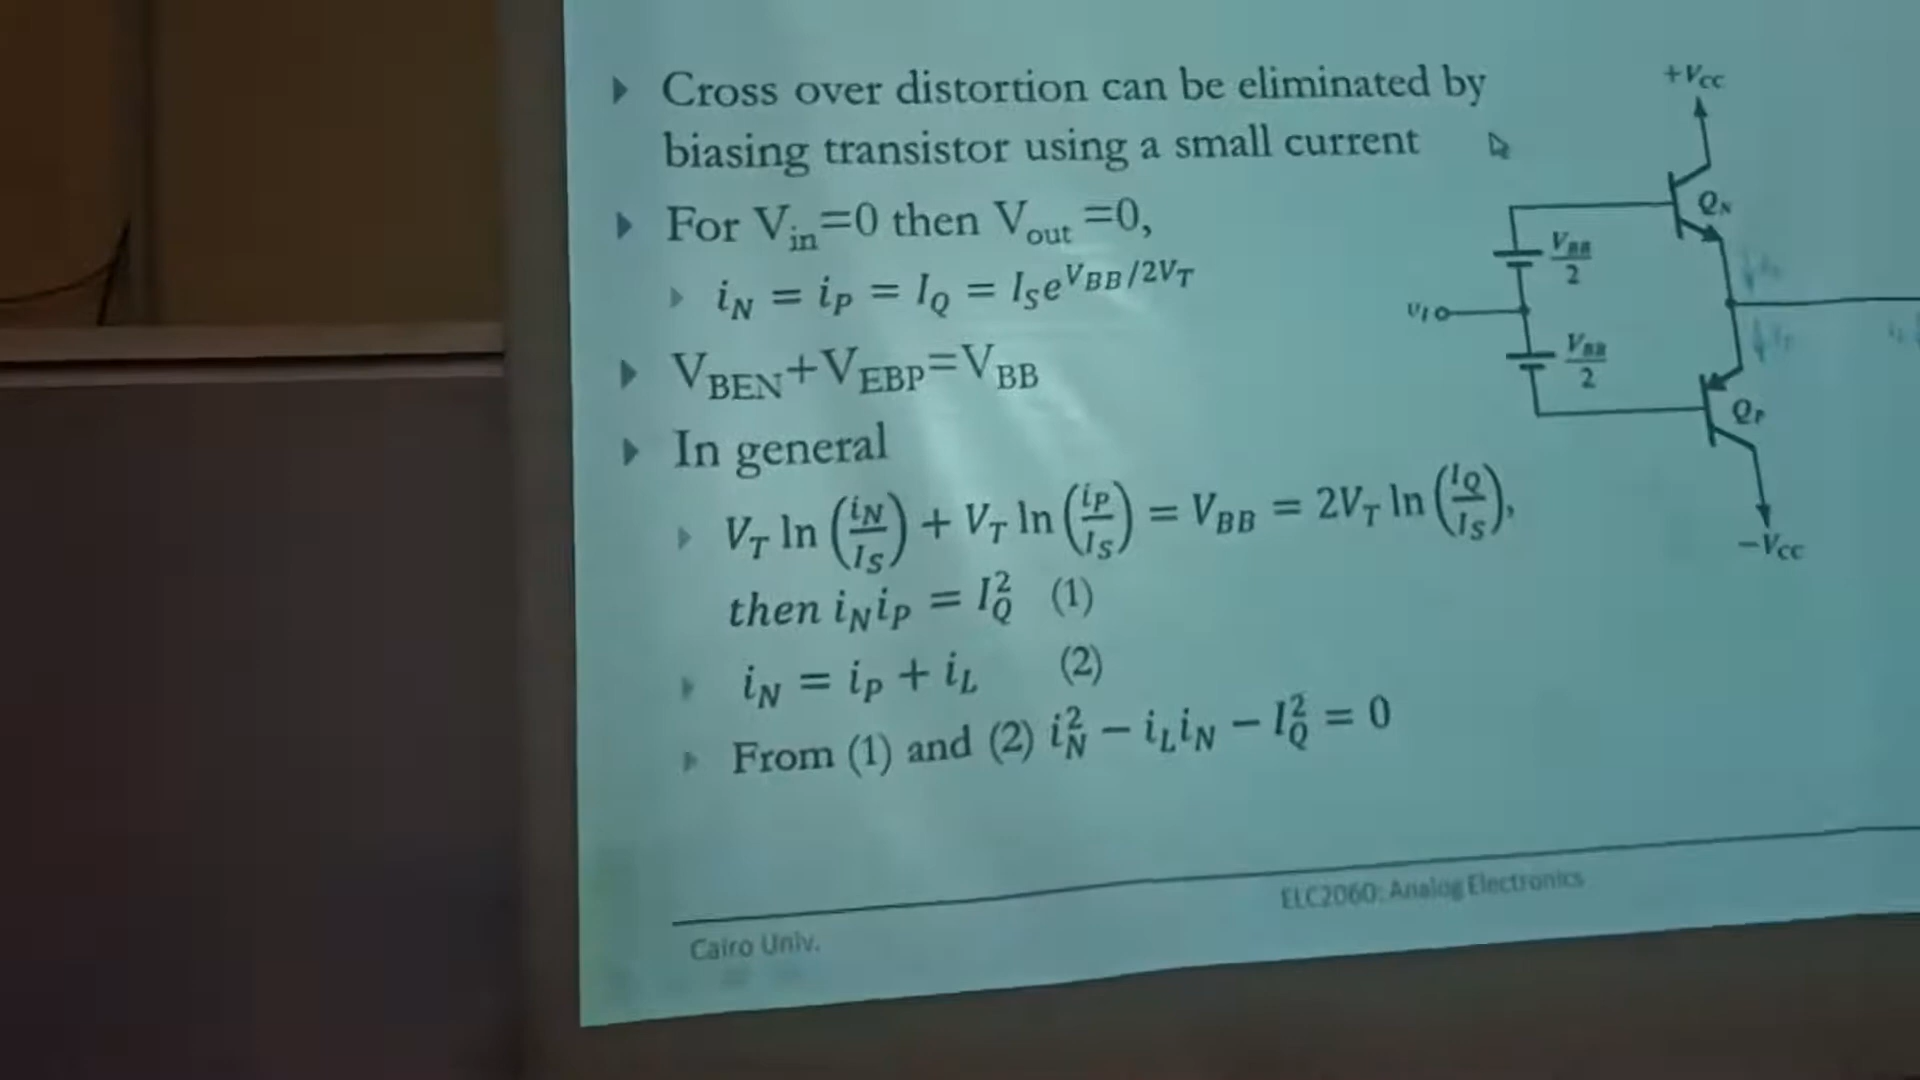 Cross over distortion can be eliminated by
biasing transistor using a small current
For V_in=0 then V_out =0,
i_N = i_P = I_Q = I_S e^{V_BB/2V_T}
V_BEN+V_EBP=V_BB
In general
V_T ln (i_N/I_S) + V_T ln (i_P/I_S) = V_BB = 2V_T ln (I_Q/I_S),
then i_N i_P = I_Q^2 (1)
i_N = i_P + i_L (2)
From (1) and (2) i_N^2 − i_L i_N − I_Q^2 = 0
+V_CC
Q_N
V_BB/2
v_I
V_BB/2
Q_P
−V_CC
ELC2060: Analog Electronics
Cairo Univ.